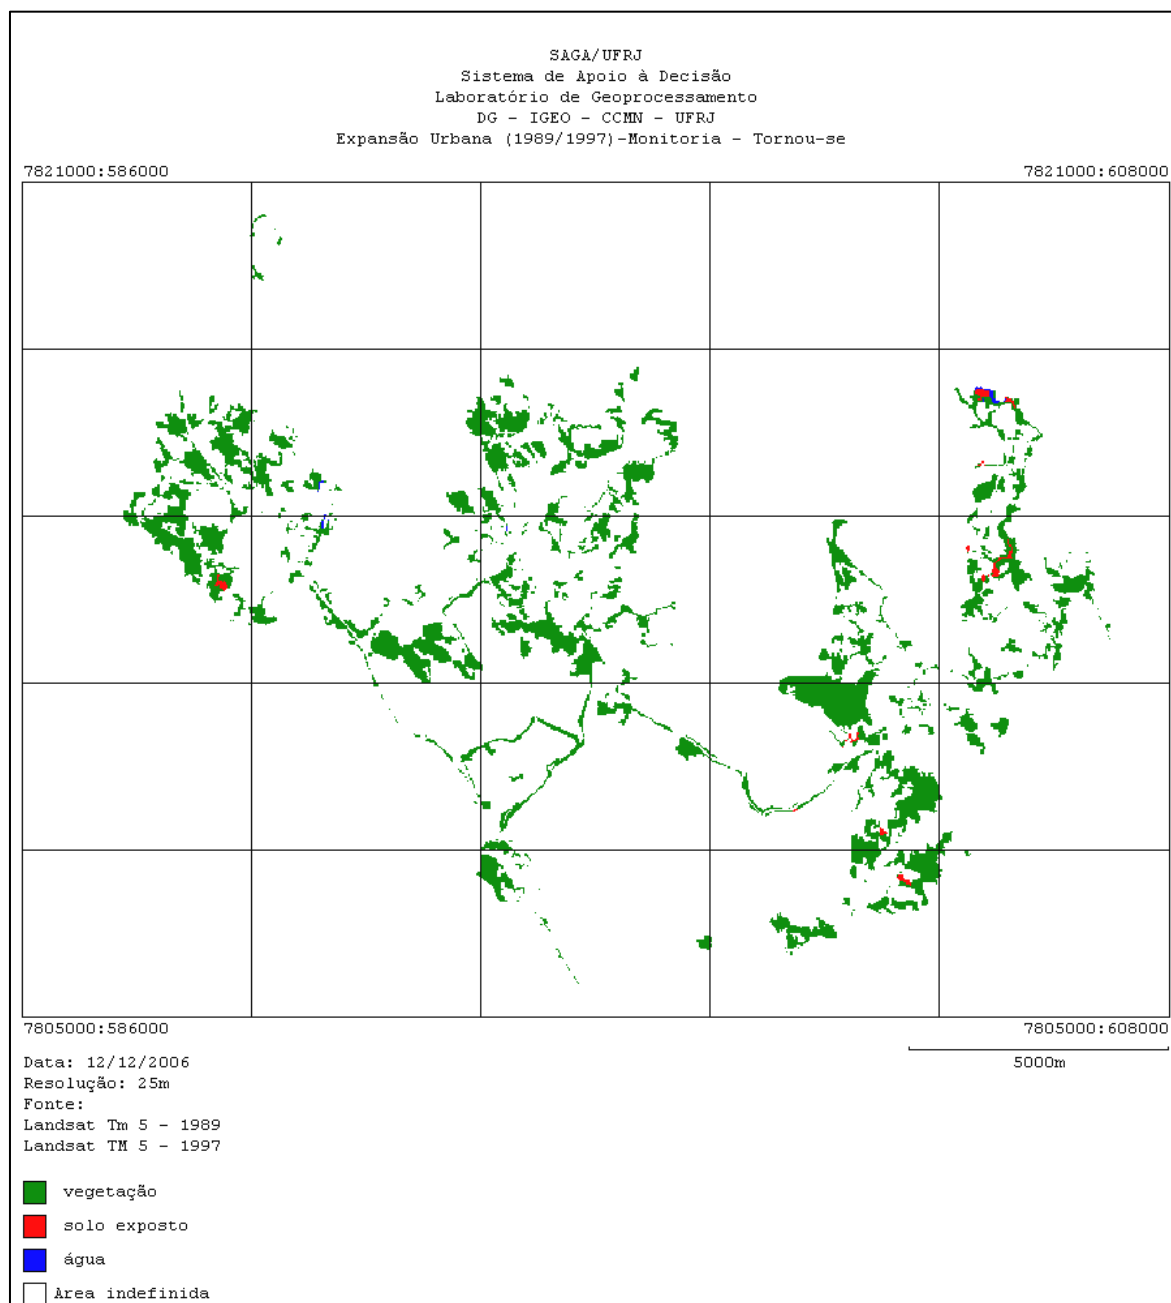 SAGA/UFRJ
Sistema de Apoio à Decisão
Laboratório de Geoprocessamento
DG - IGEO - CCMN - UFRJ
Expansão Urbana (1989/1997)-Monitoria - Tornou-se
7821000:586000 7821000:608000
7805000:586000 7805000:608000
Data: 12/12/2006
5000m
Resolução: 25m
Fonte:
Landsat Tm 5 - 1989
Landsat TM 5 - 1997
vegetação
solo exposto
água
Area indefinida